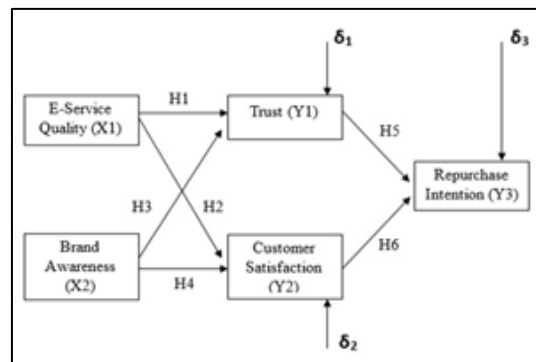 δ1
δ3
E-Service
Quality (X1)
H1
Trust (Y1)
H5
Repurchase
Intention (Y3)
H3
H2
Brand
Awareness
(X2)
H4
Customer
Satisfaction
(Y2)
H6
δ2